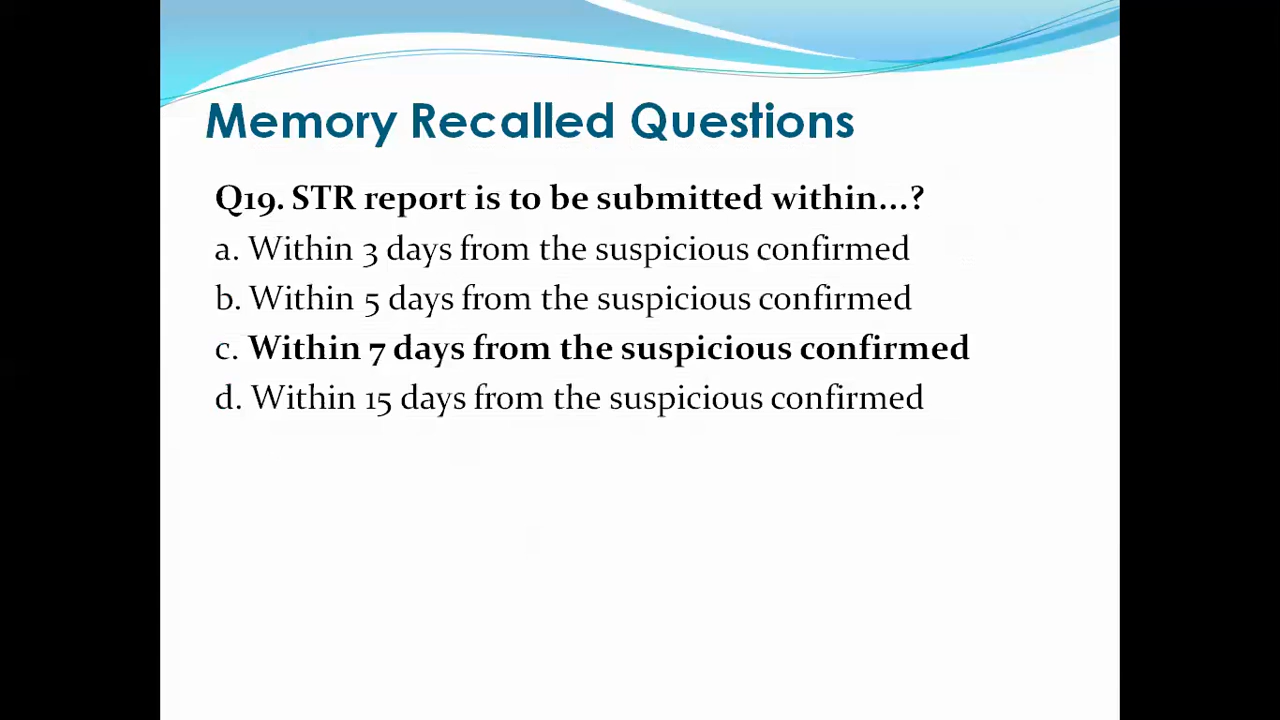 Memory Recalled Questions
Q19. STR report is to be submitted within...?
a. Within 3 days from the suspicious confirmed
b. Within 5 days from the suspicious confirmed
c. Within 7 days from the suspicious confirmed
d. Within 15 days from the suspicious confirmed